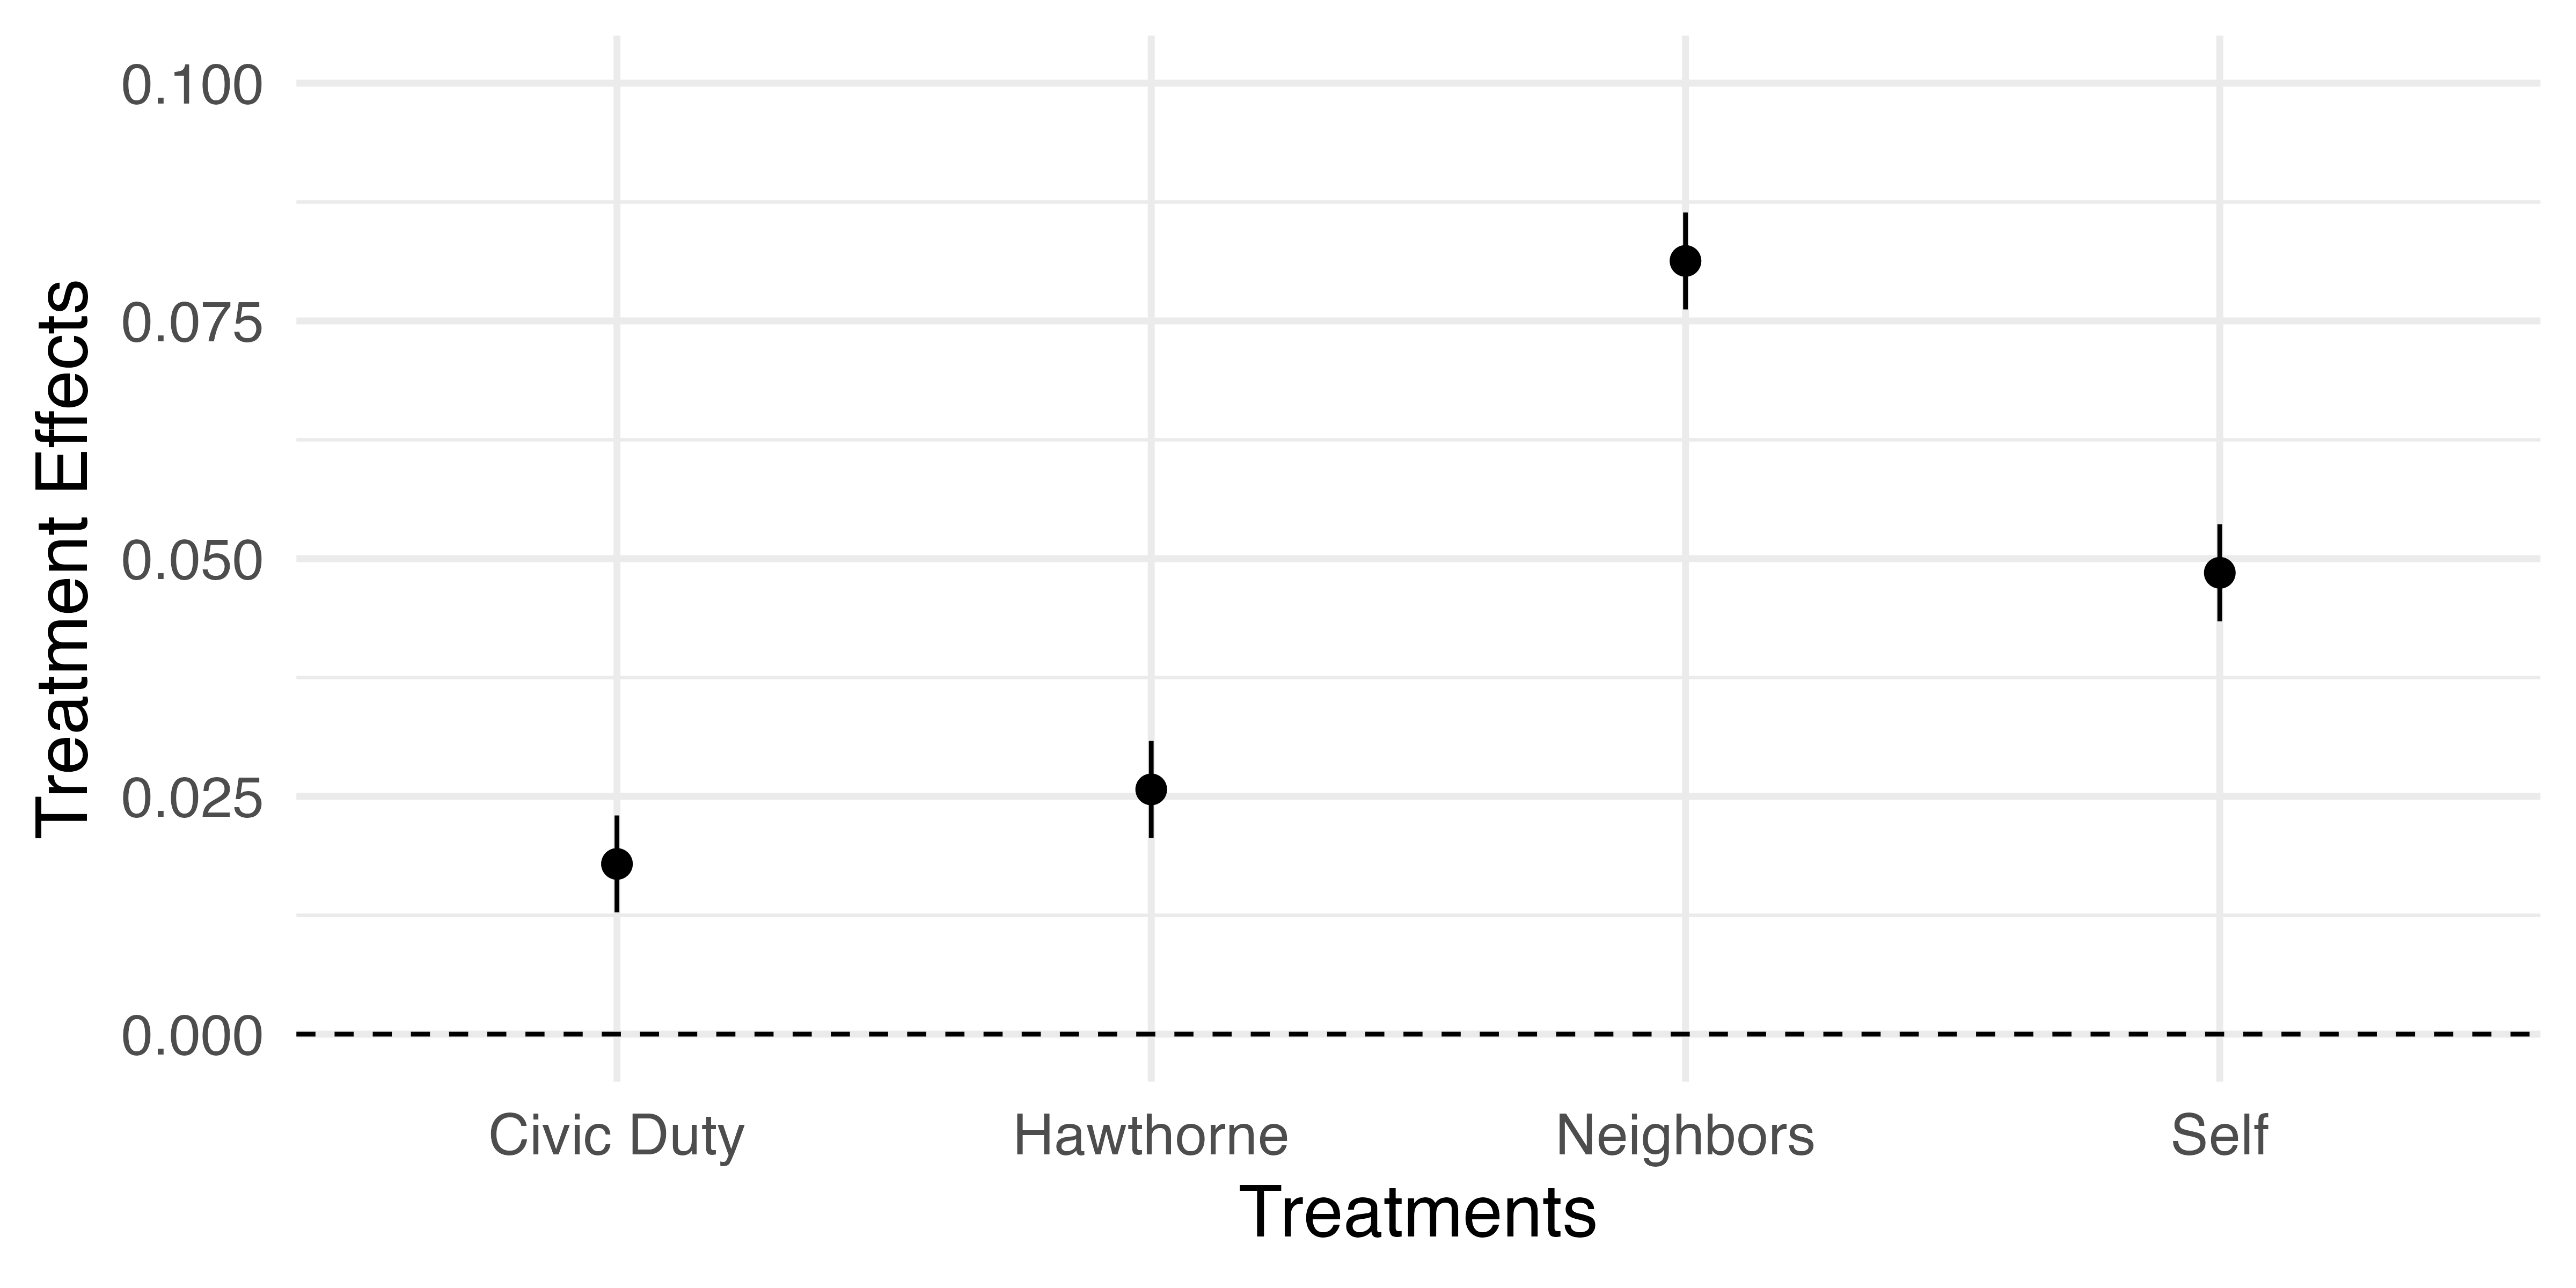 Treatment Effects
0.100
0.075
0.050
0.025
0.000
Civic Duty Hawthorne Neighbors Self
Treatments